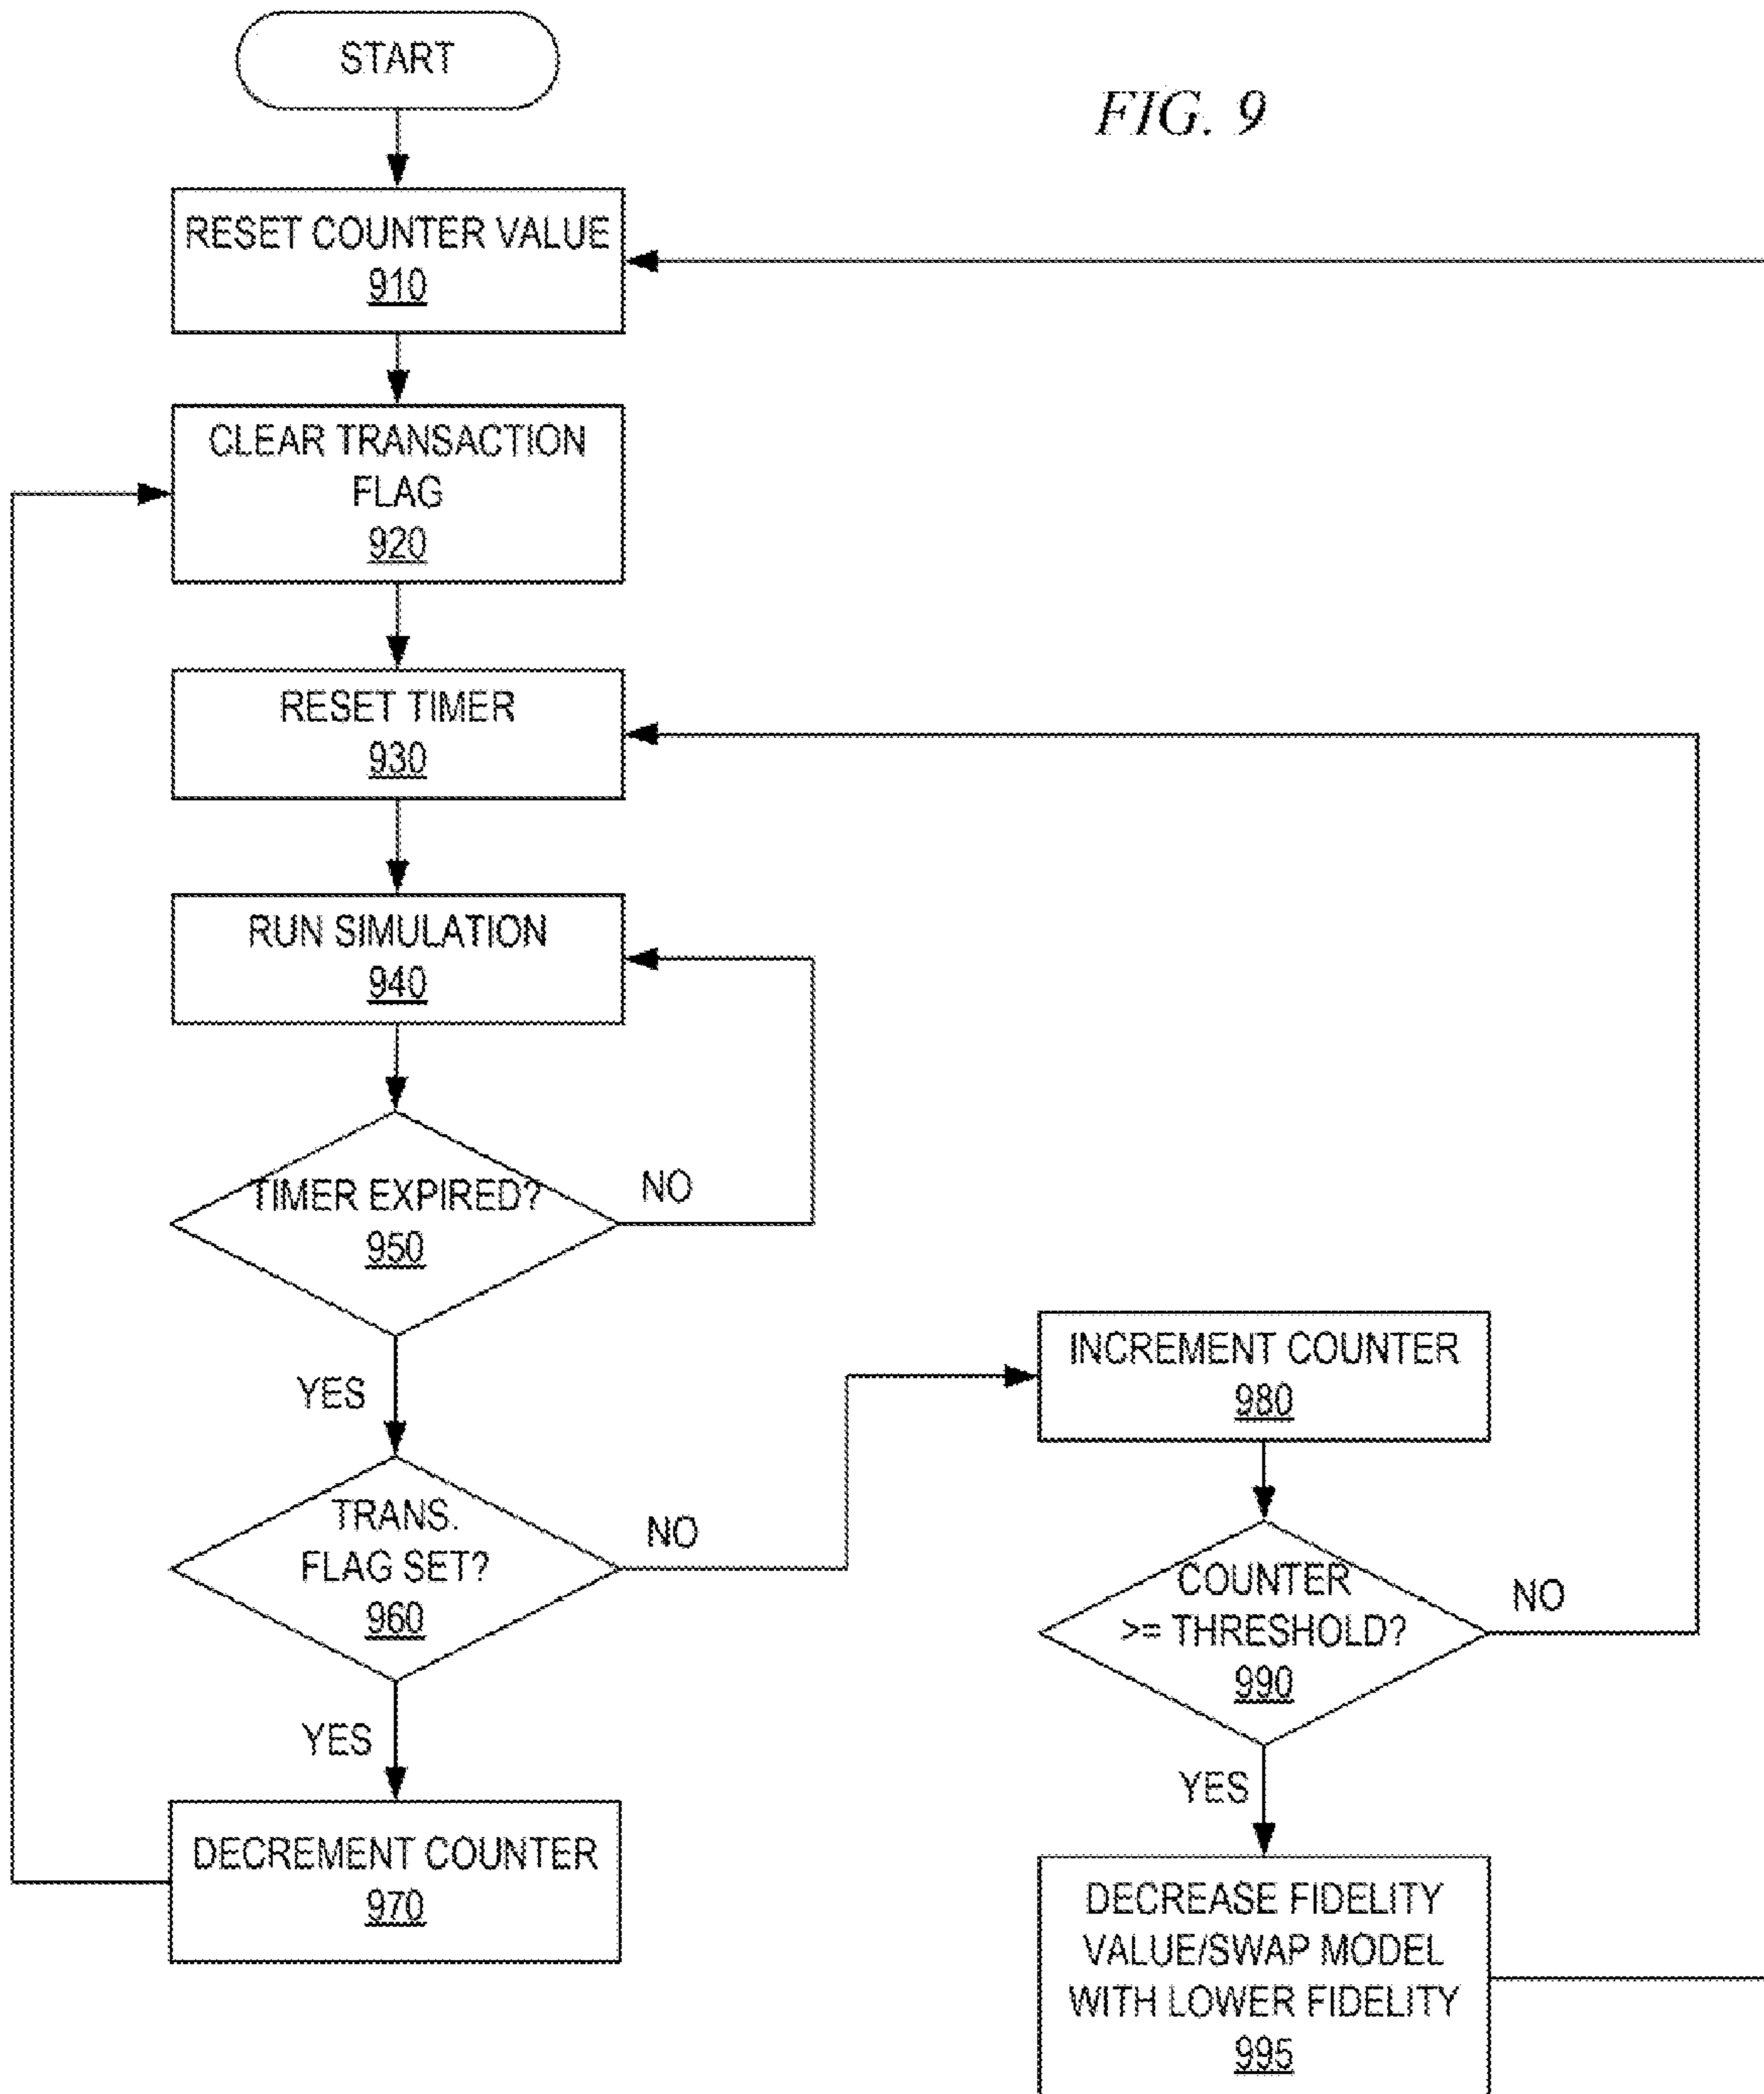 START
FIG. 9
RESET COUNTER VALUE
910
CLEAR TRANSACTION
FLAG
920
RESET TIMER
930
RUN SIMULATION
940
TIMER EXPIRED?
950
NO
YES
TRANS.
FLAG SET?
960
NO
YES
DECREMENT COUNTER
970
INCREMENT COUNTER
980
COUNTER
>= THRESHOLD?
990
NO
YES
DECREASE FIDELITY
VALUE/SWAP MODEL
WITH LOWER FIDELITY
995